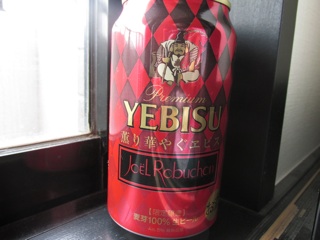 Premium
YEBISU
薫り華やぐエビス
Joël Robuchon
麦芽100%生ビール